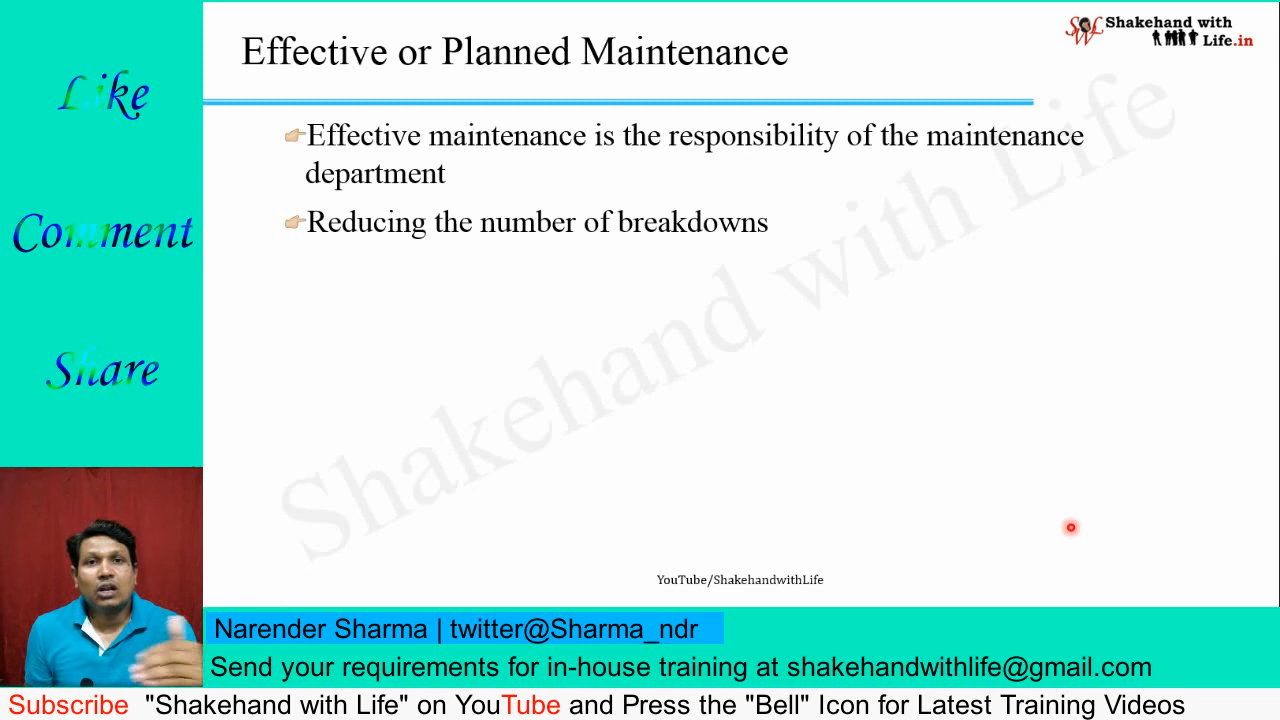 Like
Comment
Share
Effective or Planned Maintenance
SWL
Shakehand with
Life.in
Effective maintenance is the responsibility of the maintenance
department
Reducing the number of breakdowns
Shakehand with Life
YouTube/ShakehandwithLife
Narender Sharma | twitter@Sharma_ndr
Send your requirements for in-house training at shakehandwithlife@gmail.com
Subscribe "Shakehand with Life" on YouTube and Press the "Bell" Icon for Latest Training Videos